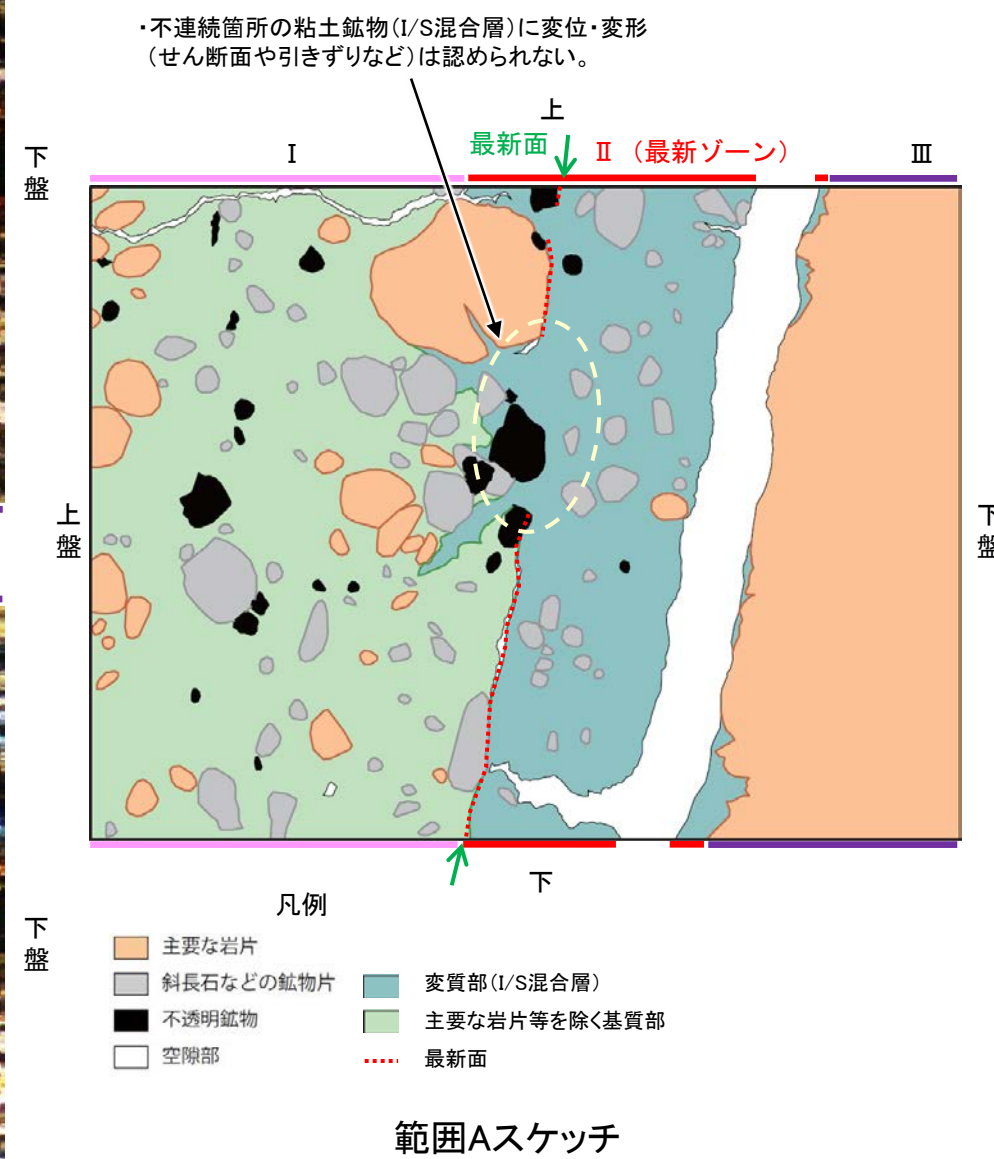 ・不連続箇所の粘土鉱物(I/S混合層)に変位・変形
(せん断面や引きずりなど)は認められない。
上
下盤
Ⅰ
最新面
Ⅱ (最新ゾーン)
Ⅲ
上盤
下盤
下
下盤
凡例
主要な岩片
斜長石などの鉱物片
不透明鉱物
空隙部
変質部(I/S混合層)
主要な岩片等を除く基質部
最新面
範囲Aスケッチ